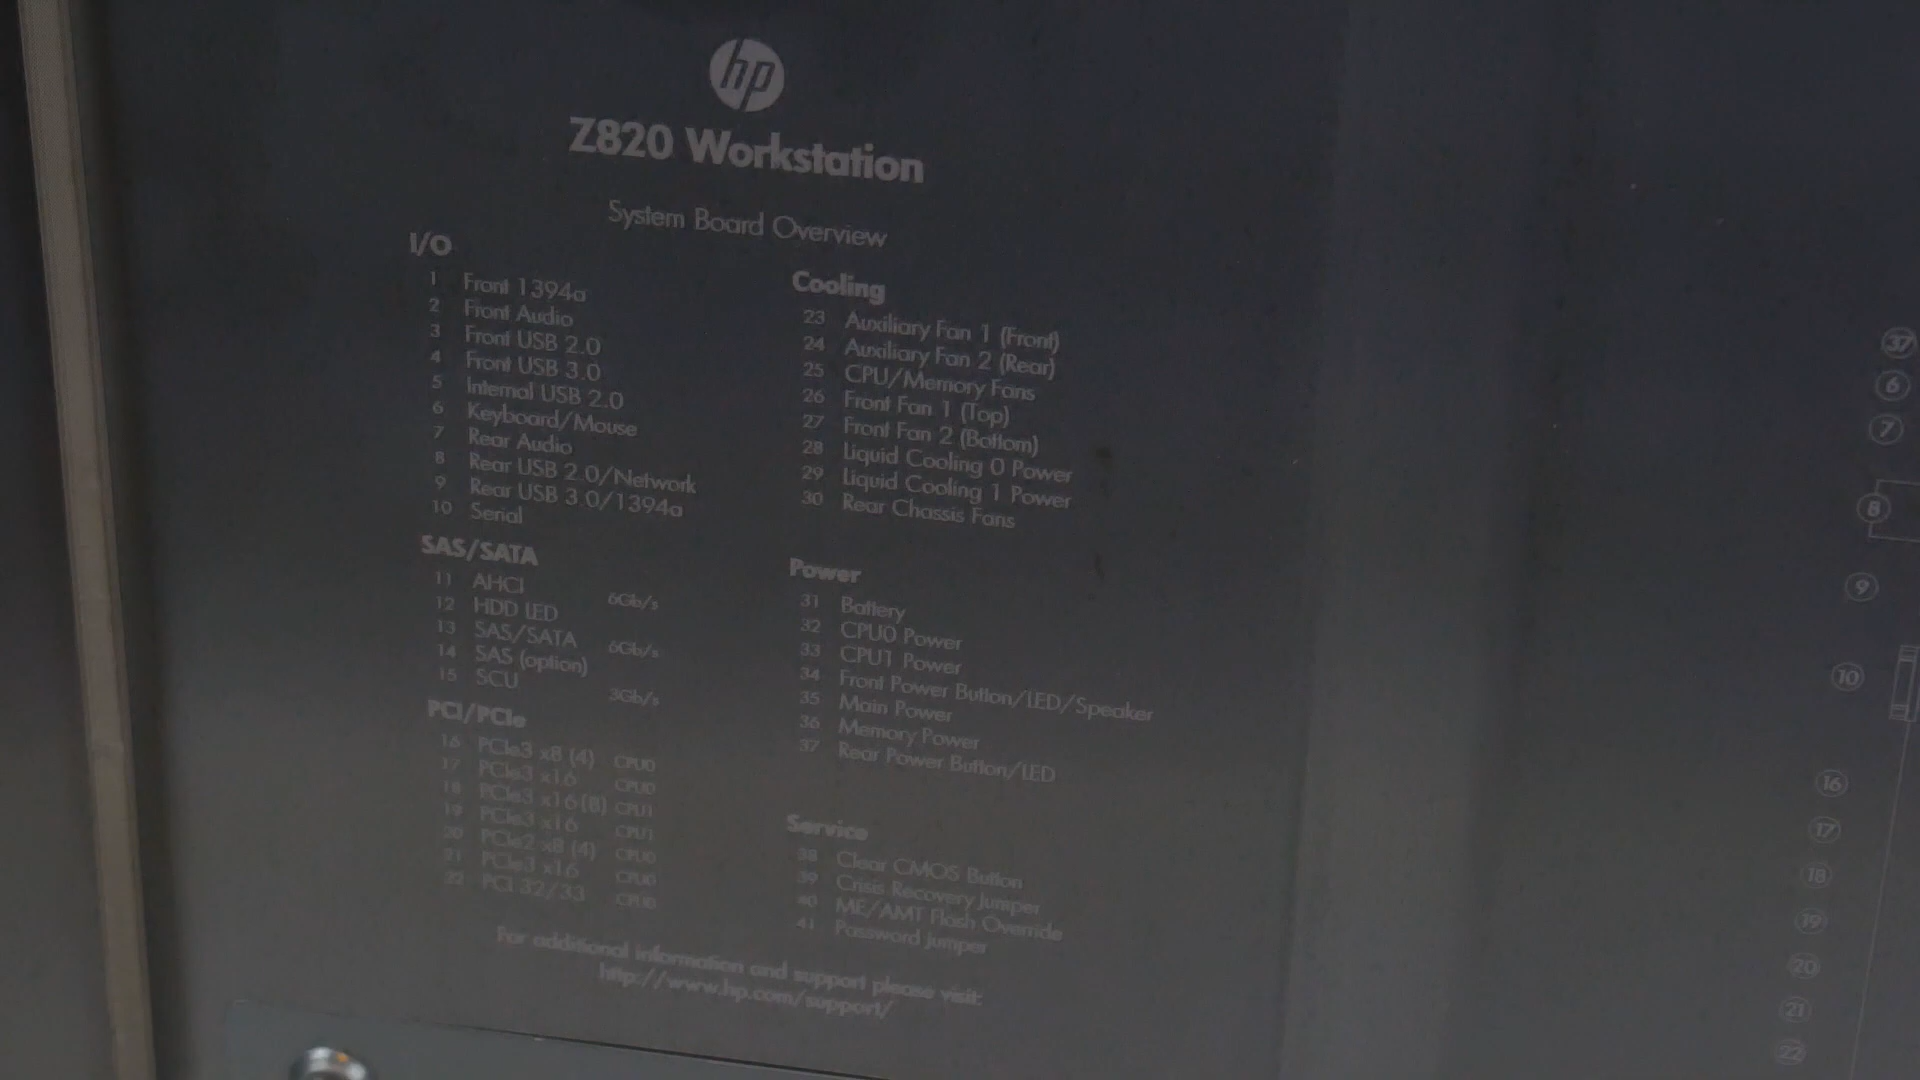 hp
Z820 Workstation
System Board Overview
I/O
1 Front 1394a
2 Front Audio
3 Front USB 2.0
4 Front USB 3.0
5 Internal USB 2.0
6 Keyboard/Mouse
7 Rear Audio
8 Rear USB 2.0/Network
9 Rear USB 3.0/1394a
10 Serial
SAS/SATA
11 AHCI 6Gb/s
12 HDD LED
13 SAS/SATA 6Gb/s
14 SAS (option)
15 SCU 3Gb/s
PCI/PCIe
16 PCIe3 x8 (4) CPU0
17 PCIe3 x16 CPU0
18 PCIe3 x16(8) CPU1
19 PCIe3 x16 CPU1
20 PCIe2 x8 (4) CPU0
21 PCIe3 x16 CPU0
22 PCI 32/33 CPU0
Cooling
23 Auxiliary Fan 1 (Front)
24 Auxiliary Fan 2 (Rear)
25 CPU/Memory Fans
26 Front Fan 1 (Top)
27 Front Fan 2 (Bottom)
28 Liquid Cooling 0 Power
29 Liquid Cooling 1 Power
30 Rear Chassis Fans
Power
31 Battery
32 CPU0 Power
33 CPU1 Power
34 Front Power Button/LED/Speaker
35 Main Power
36 Memory Power
37 Rear Power Button/LED
Service
38 Clear CMOS Button
39 Crisis Recovery Jumper
40 ME/AMT Flash Override
41 Password Jumper
For additional information and support please visit:
http://www.hp.com/support/
37
6
7
8
9
10
16
17
18
19
20
21
22